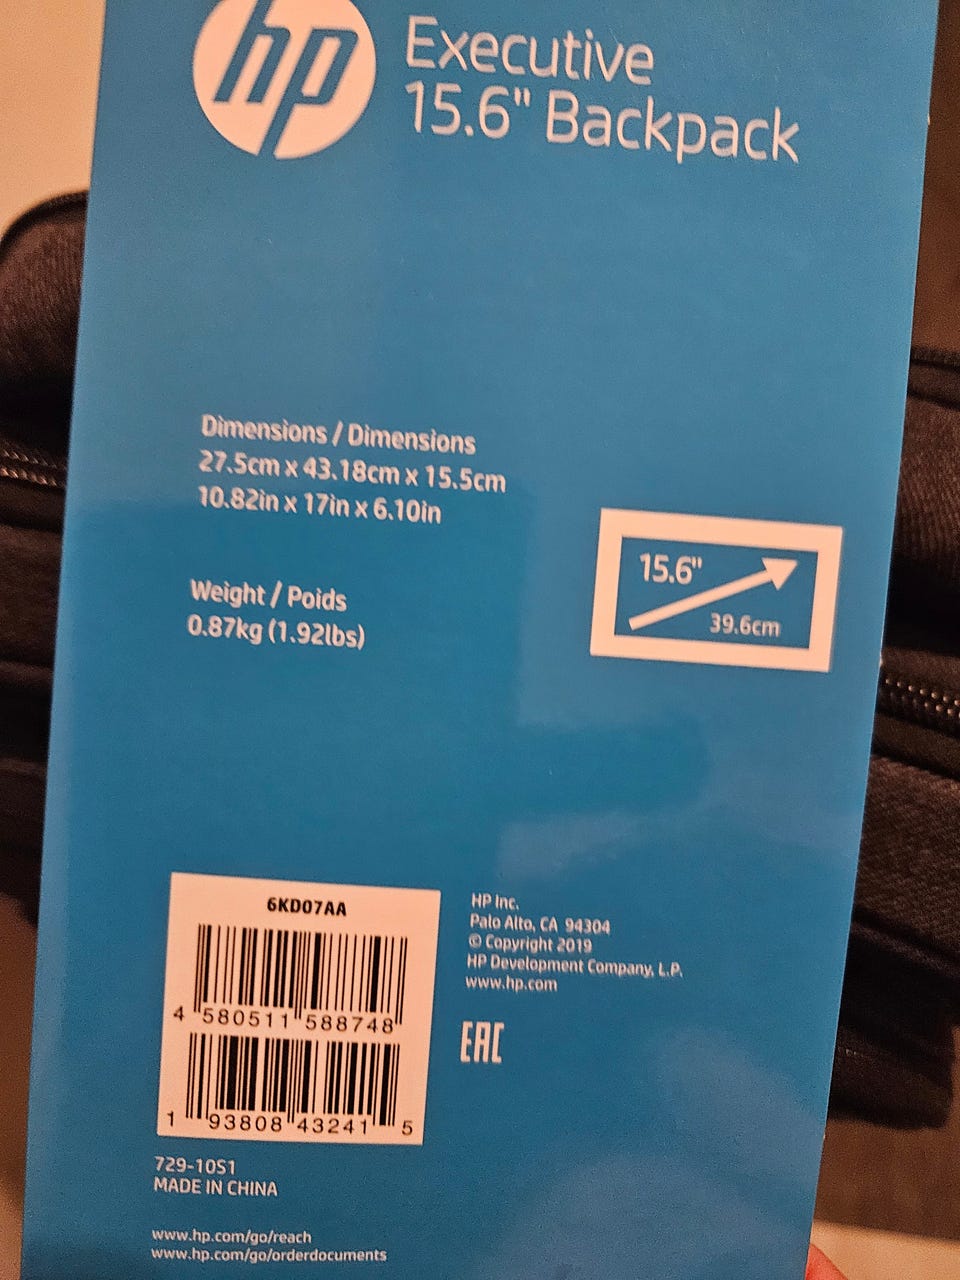 hp
Executive
15.6" Backpack
Dimensions / Dimensions
27.5cm x 43.18cm x 15.5cm
10.82in x 17in x 6.10in
15.6"
39.6cm
Weight / Poids
0.87kg (1.92lbs)
6KD07AA
4 580511 588748
1 93808 43241 5
HP Inc.
Palo Alto, CA 94304
© Copyright 2019
HP Development Company, L.P.
www.hp.com
EAC
729-10S1
MADE IN CHINA
www.hp.com/go/reach
www.hp.com/go/orderdocuments